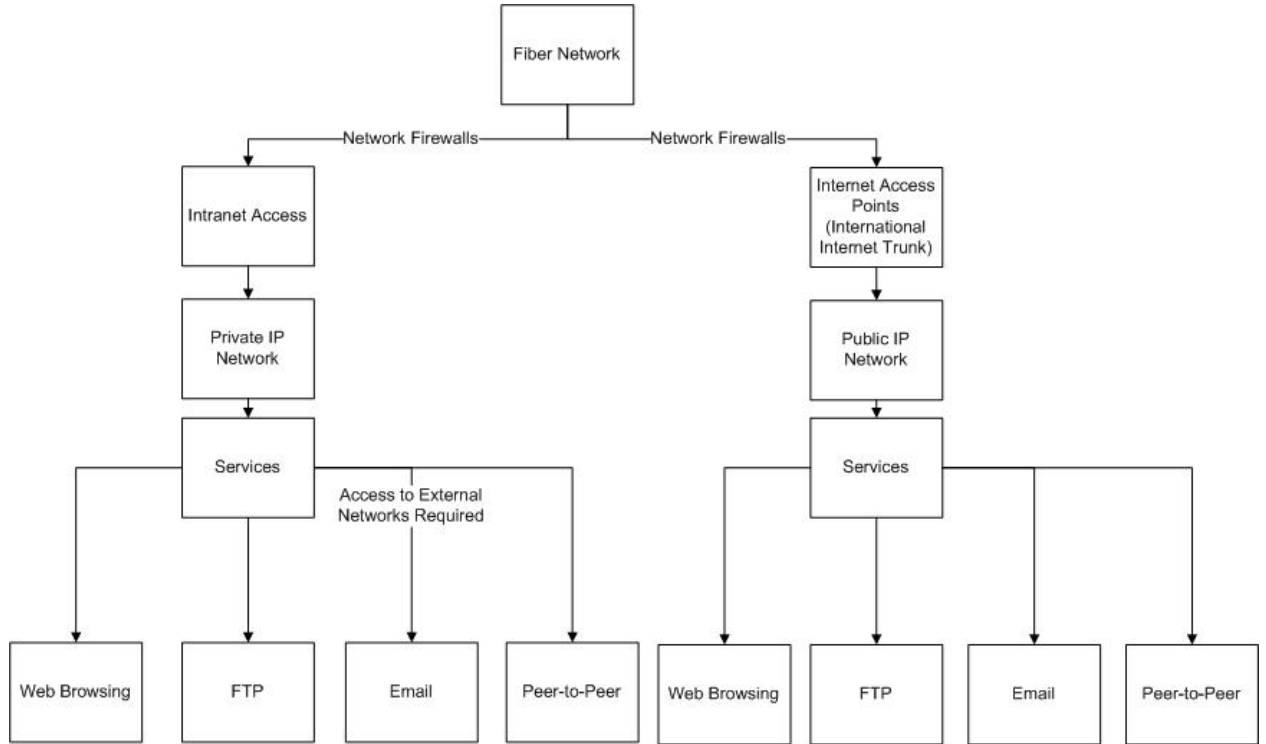 Fiber Network
Network Firewalls
Network Firewalls
Intranet Access
Internet Access
Points
(International
Internet Trunk)
Private IP
Network
Public IP
Network
Services
Services
Access to External
Networks Required
Web Browsing
FTP
Email
Peer-to-Peer
Web Browsing
FTP
Email
Peer-to-Peer